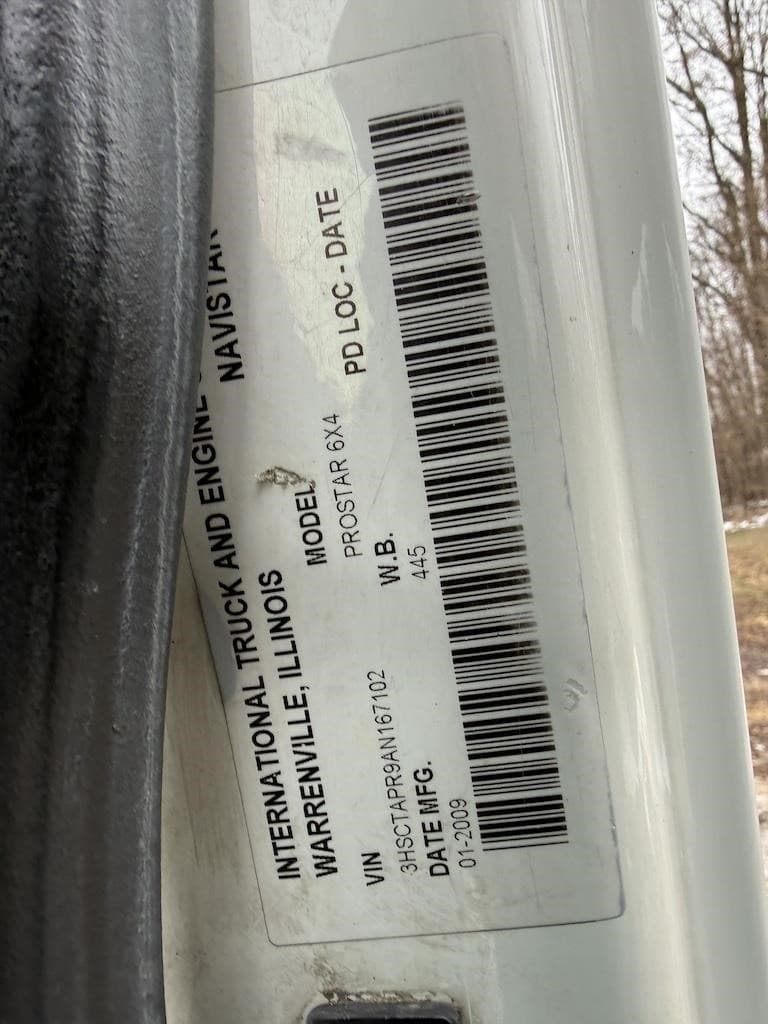 INTERNATIONAL TRUCK AND ENGINE
WARRENVILLE, ILLINOIS
NAVISTAR
MODEL
PROSTAR 6X4
PD LOC - DATE
VIN
3HSCTAPR9AN167102
W.B.
445
DATE MFG.
01-2009